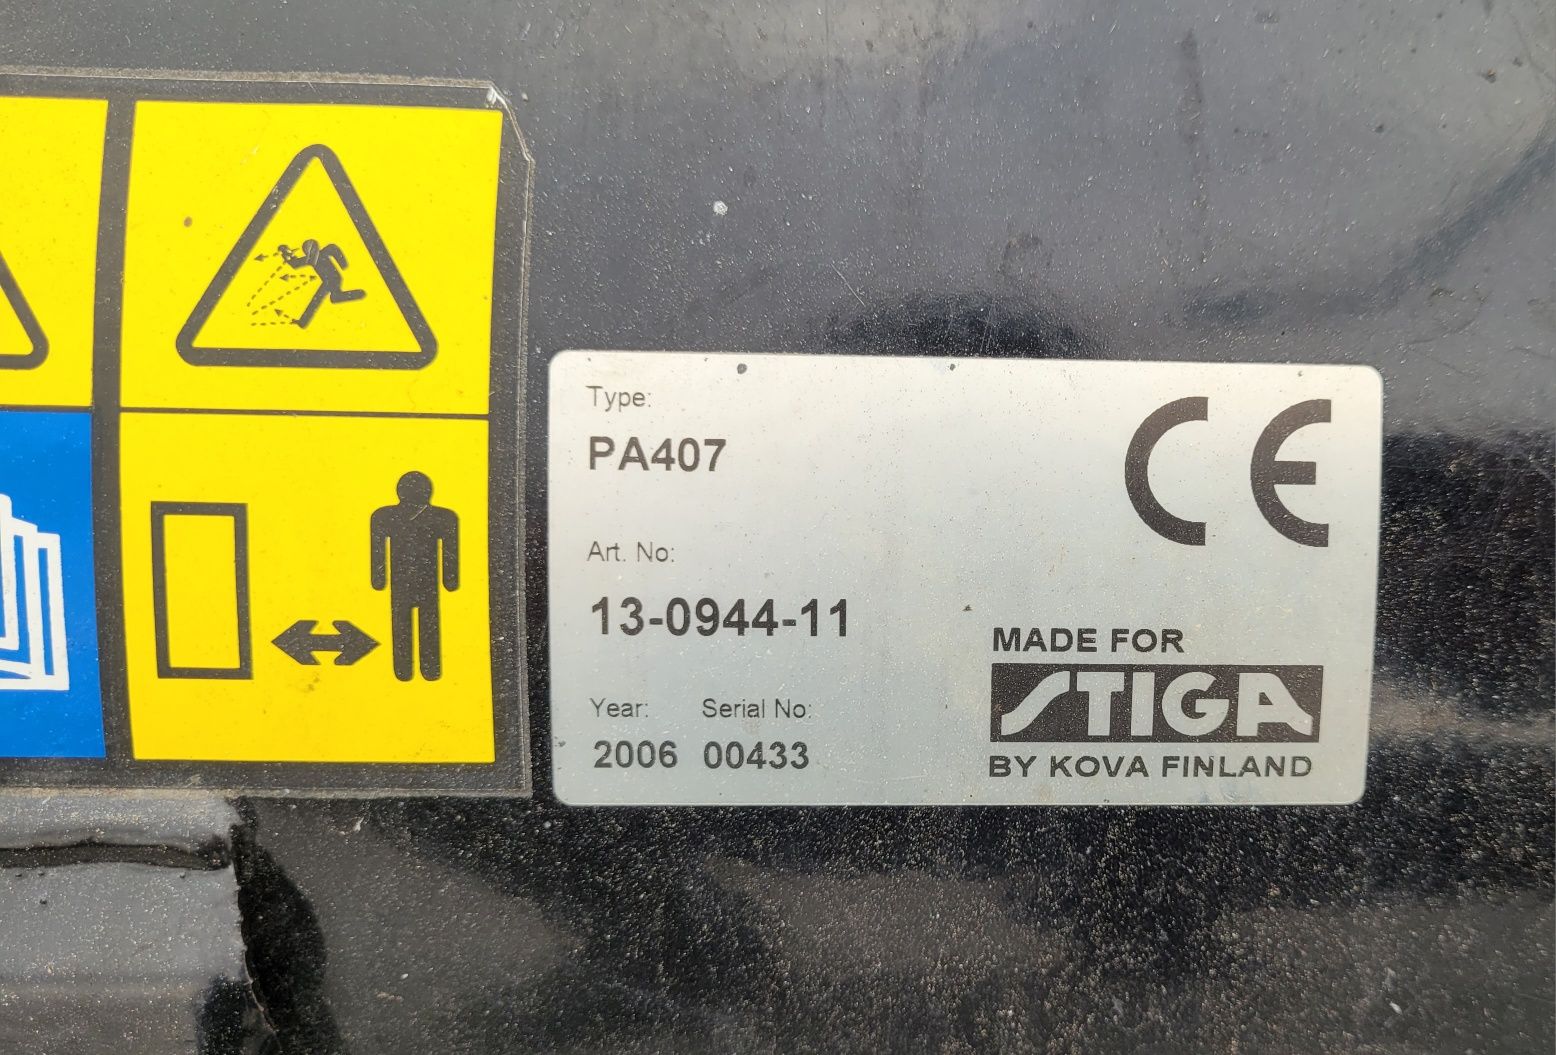 Type:
PA407
CE
Art. No:
13-0944-11
MADE FOR
STIGA
BY KOVA FINLAND
Year: Serial No:
2006 00433